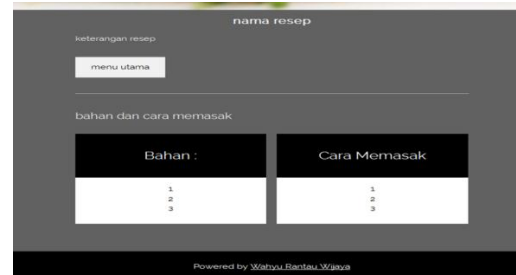 nama resep
keterangan resep
menu utama
bahan dan cara memasak
Bahan :
1
2
3
Cara Memasak
1
2
3
Powered by Wahyu Rantau Wijaya